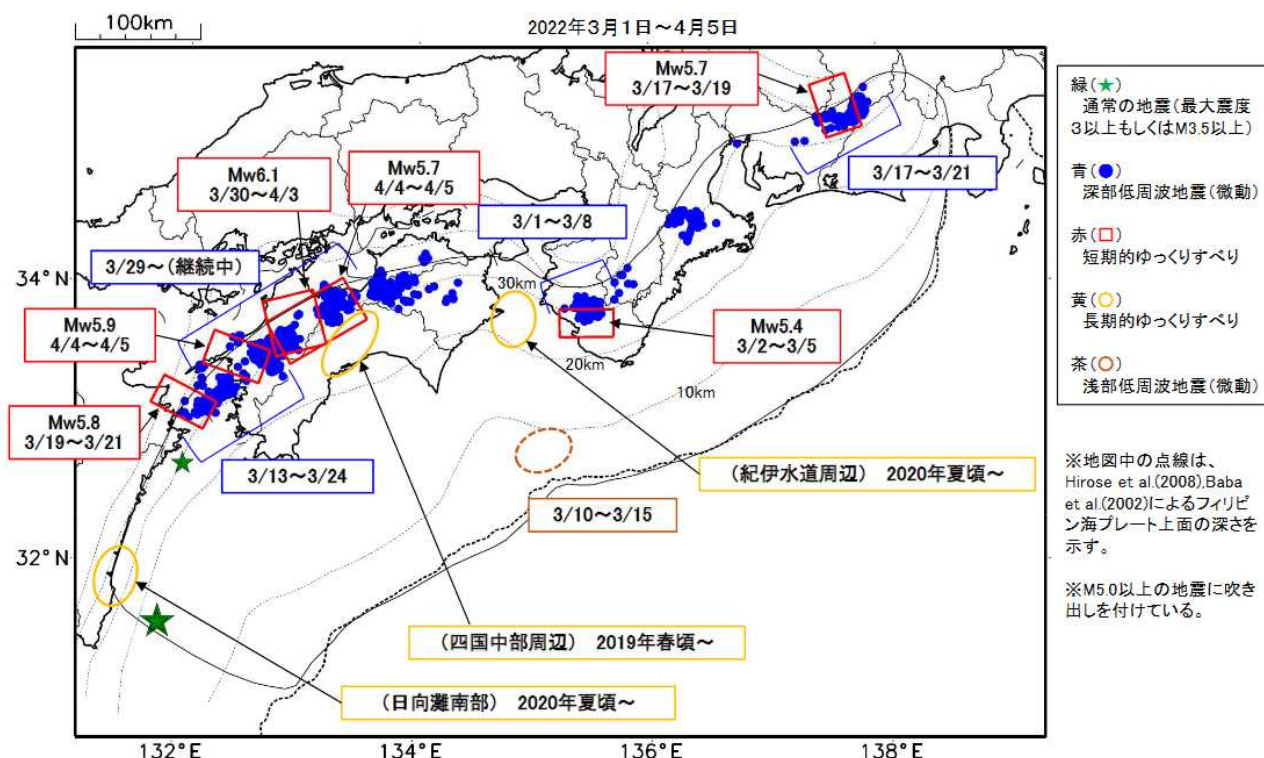 100km
2022年3月1日～4月5日
Mw5.7
3/17～3/19
Mw6.1
3/30～4/3
Mw5.7
4/4～4/5
3/1～3/8
3/17～3/21
3/29～(継続中)
34°N
30km
Mw5.9
4/4～4/5
Mw5.4
3/2～3/5
20km
10km
Mw5.8
3/19～3/21
3/13～3/24
(紀伊水道周辺) 2020年夏頃～
3/10～3/15
32°N
(四国中部周辺) 2019年春頃～
(日向灘南部) 2020年夏頃～
132°E
134°E
136°E
138°E
緑(★)
通常の地震(最大震度
3以上もしくはM3.5以上)
青(●)
深部低周波地震(微動)
赤(□)
短期的ゆっくりすべり
黃(○)
長期的ゆっくりすべり
茶(○)
浅部低周波地震(微動)
※地図中の点線は、
Hirose et al.(2008),Baba
et al.(2002)によるフィリピ
ン海プレート上面の深さを
示す。
※M5.0以上の地震に吹き
出しを付けている。